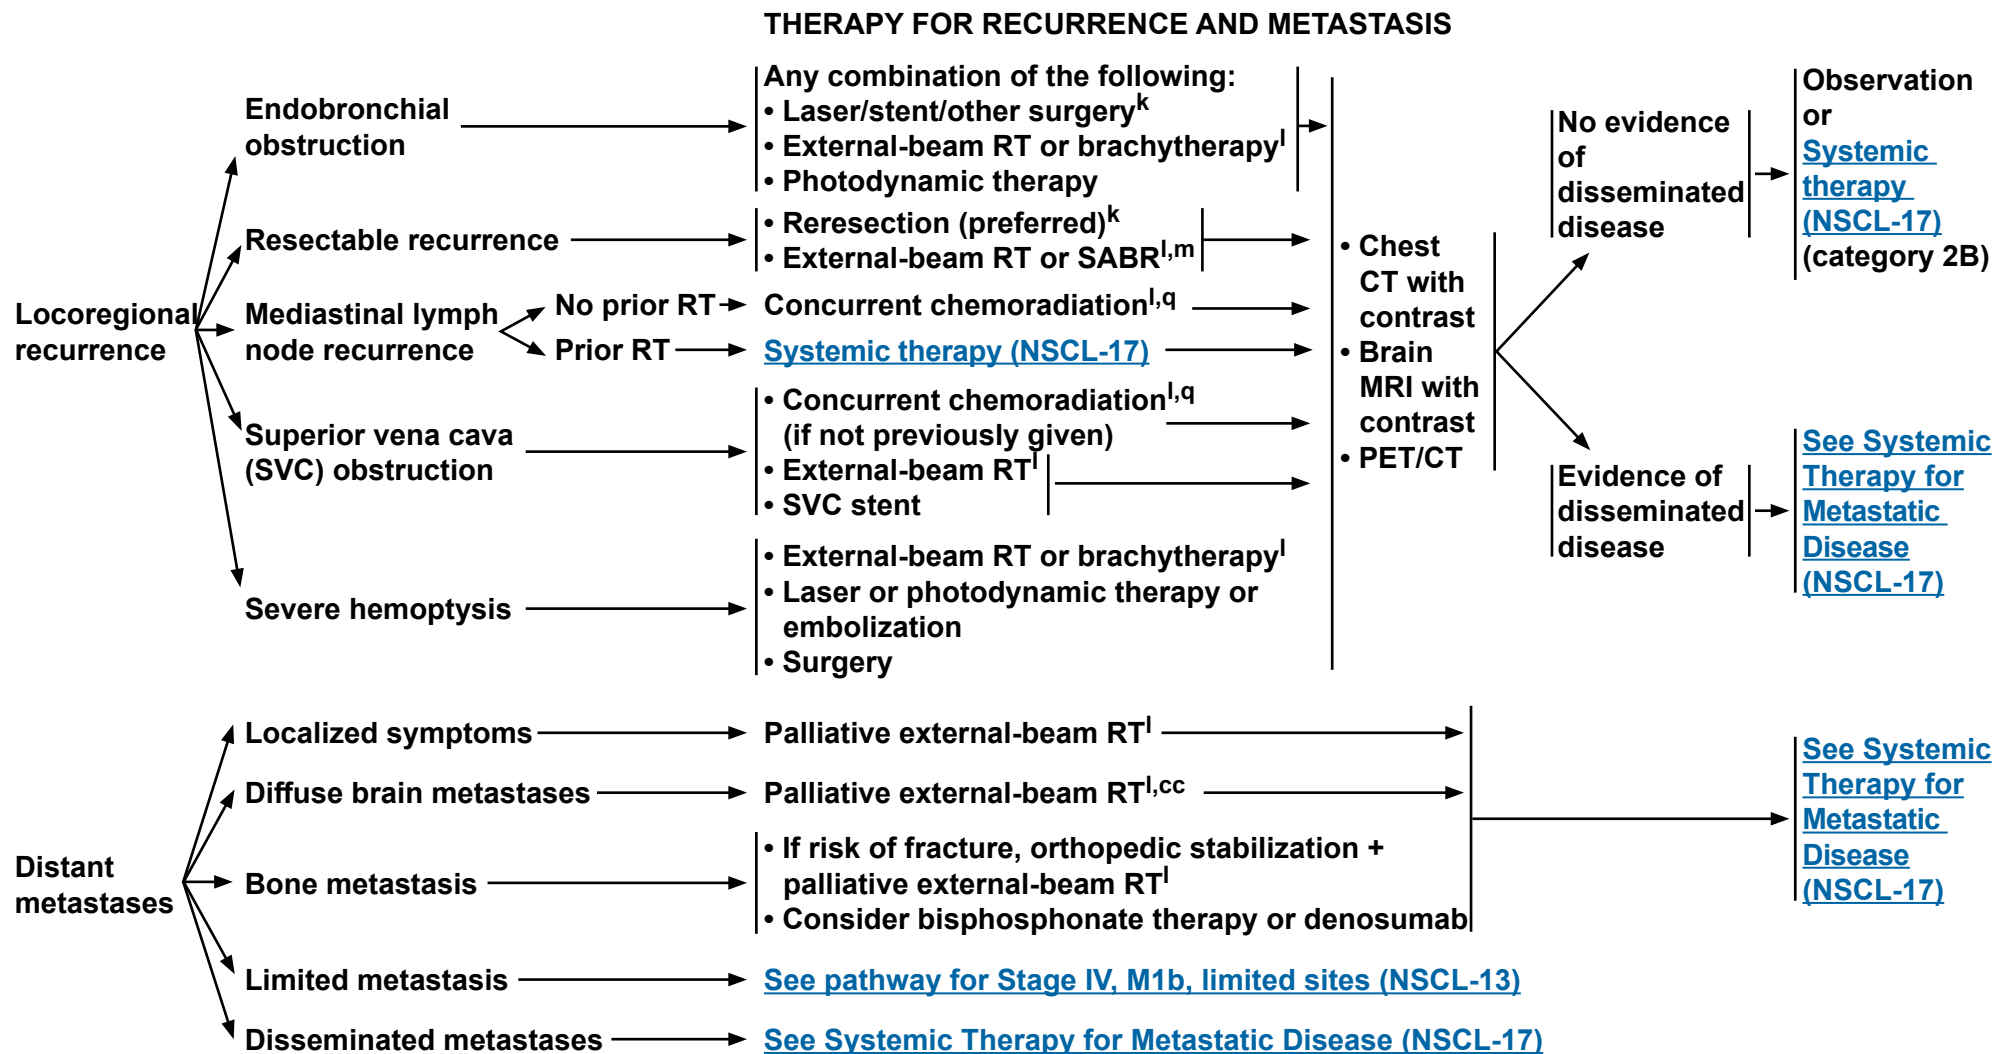 THERAPY FOR RECURRENCE AND METASTASIS
Locoregional
recurrence
Endobronchial
obstruction
Any combination of the following:
• Laser/stent/other surgeryᵏ
• External-beam RT or brachytherapyˡ
• Photodynamic therapy
Resectable recurrence
• Reresection (preferred)ᵏ
• External-beam RT or SABRˡ,ᵐ
Mediastinal lymph
node recurrence
No prior RT
Concurrent chemoradiationˡ,q
Prior RT
Systemic therapy (NSCL-17)
Superior vena cava
(SVC) obstruction
• Concurrent chemoradiationˡ,q
(if not previously given)
• External-beam RTˡ
• SVC stent
Severe hemoptysis
• External-beam RT or brachytherapyˡ
• Laser or photodynamic therapy or
embolization
• Surgery
• Chest
CT with
contrast
• Brain
MRI with
contrast
• PET/CT
No evidence
of
disseminated
disease
Observation
or
Systemic
therapy
(NSCL-17)
(category 2B)
Evidence of
disseminated
disease
See Systemic
Therapy for
Metastatic
Disease
(NSCL-17)
Distant
metastases
Localized symptoms
Palliative external-beam RTˡ
Diffuse brain metastases
Palliative external-beam RTˡ,ᶜᶜ
Bone metastasis
• If risk of fracture, orthopedic stabilization +
palliative external-beam RTˡ
• Consider bisphosphonate therapy or denosumab
See Systemic
Therapy for
Metastatic
Disease
(NSCL-17)
Limited metastasis
See pathway for Stage IV, M1b, limited sites (NSCL-13)
Disseminated metastases
See Systemic Therapy for Metastatic Disease (NSCL-17)